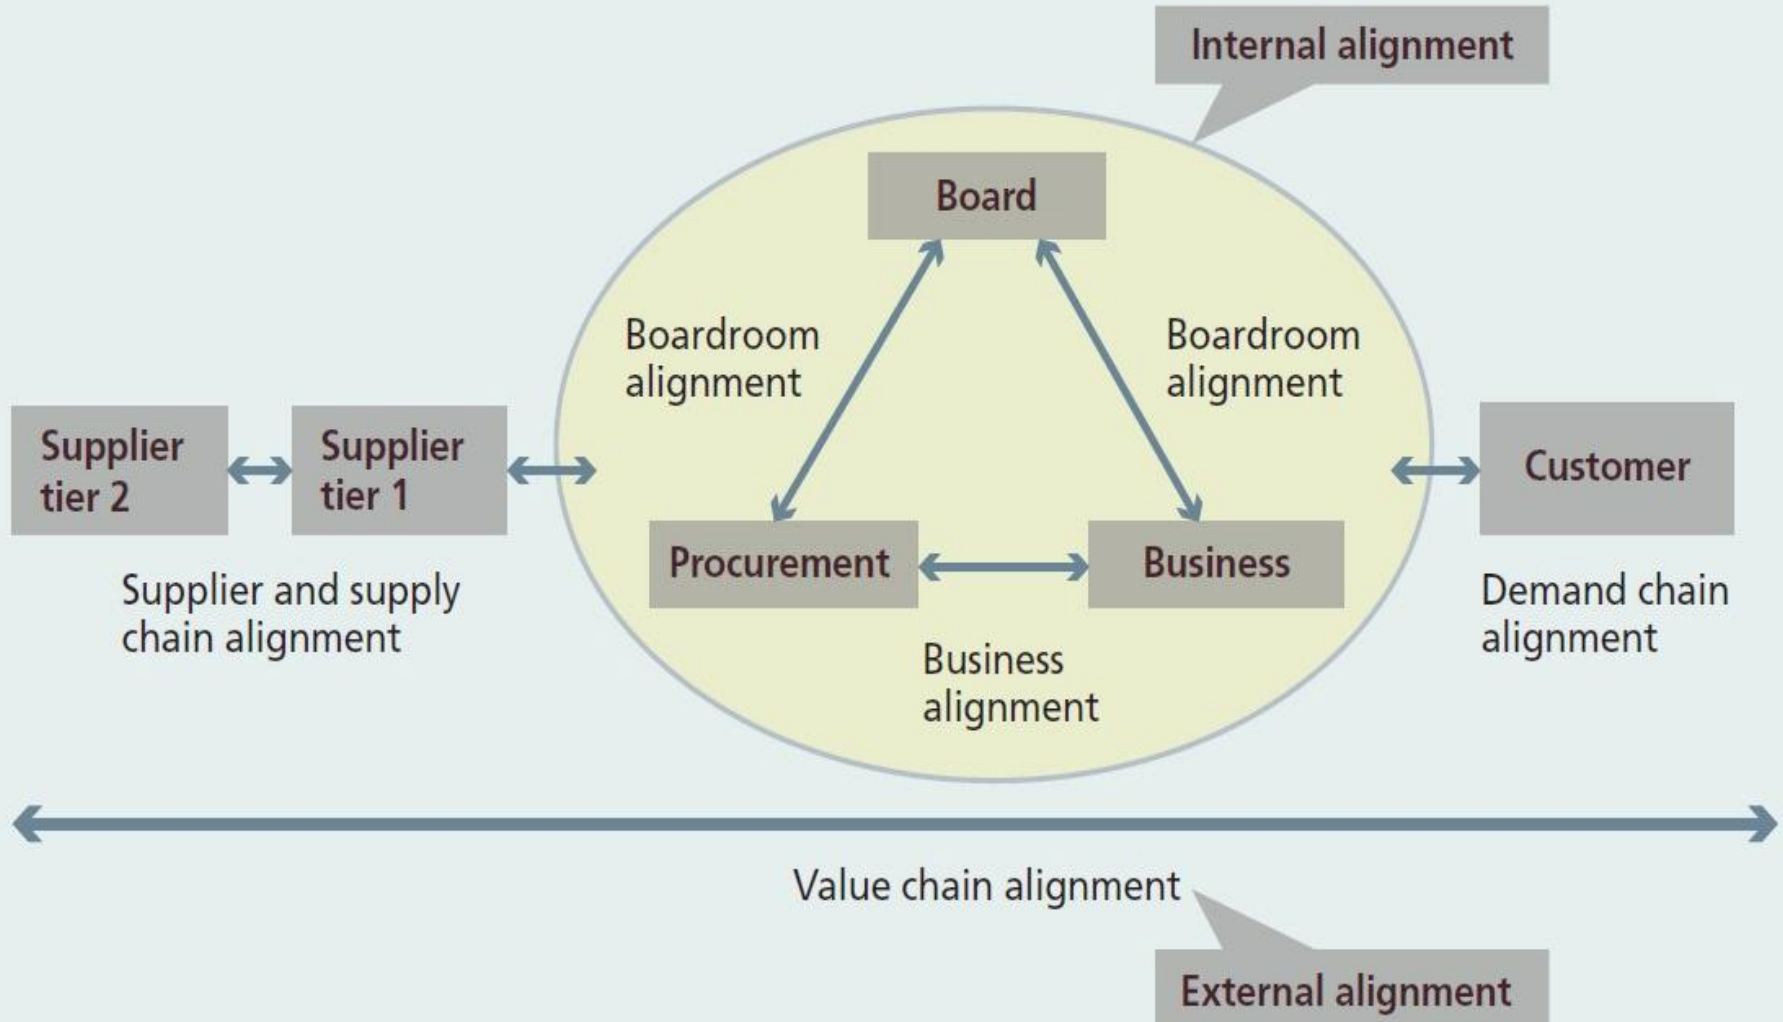 Internal alignment
Board
Boardroom
alignment
Boardroom
alignment
Supplier
tier 2
Supplier
tier 1
Customer
Procurement
Business
Supplier and supply
chain alignment
Demand chain
alignment
Business
alignment
Value chain alignment
External alignment